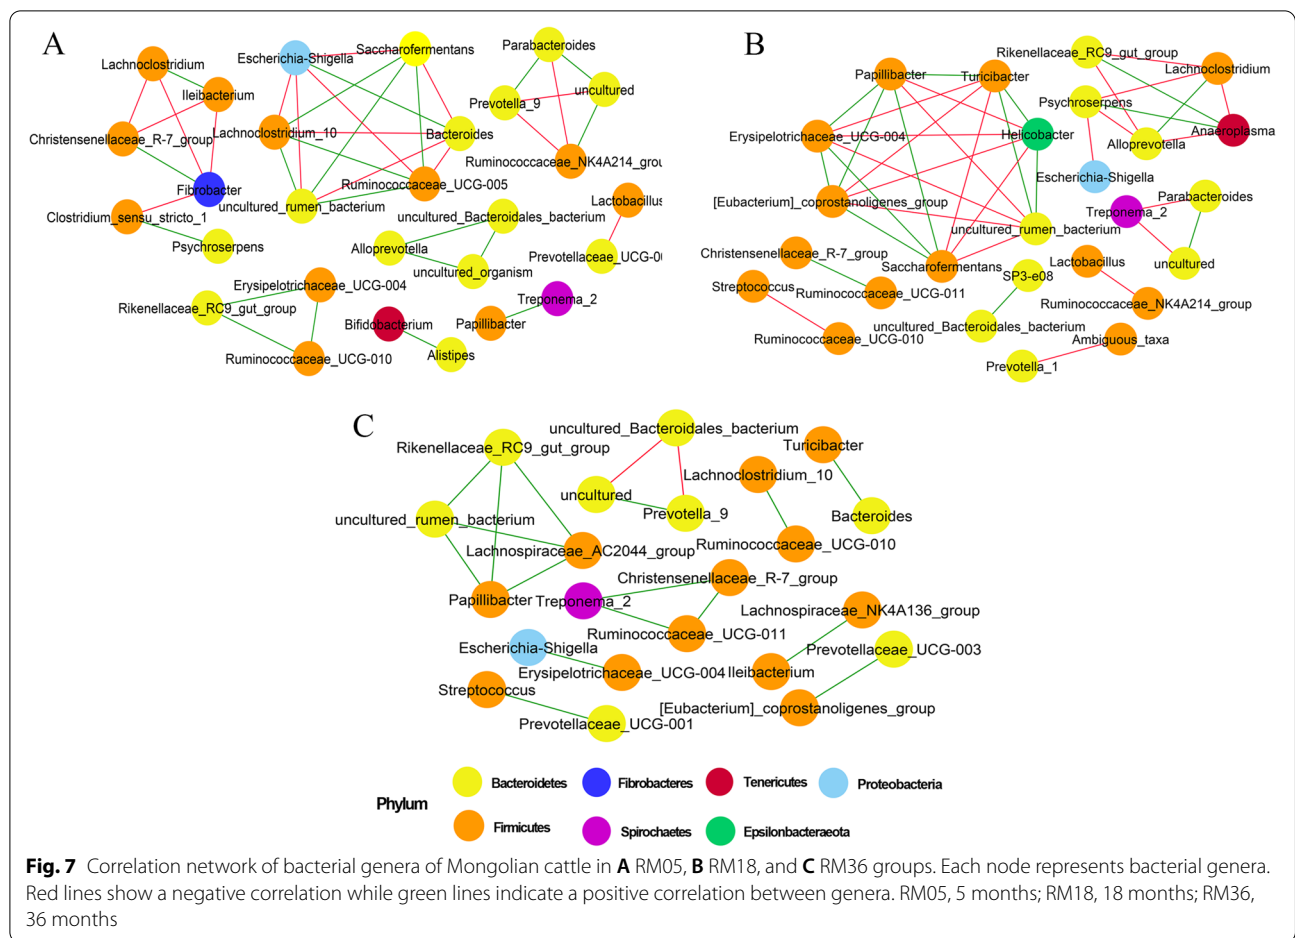 A
Lachnoclostridium
Ileibacterium
Christensenellaceae_R-7_group
Fibrobacter
Clostridium_sensu_stricto_1
Psychroserpens
Escherichia-Shigella
Saccharofermentans
Lachnoclostridium_10
Bacteroides
Ruminococcaceae_UCG-005
uncultured_rumen_bacterium
Parabacteroides
Prevotella_9
uncultured
Ruminococcaceae_NK4A214_grou
uncultured_Bacteroidales_bacterium
Alloprevotella
uncultured_organism
Lactobacillus
Prevotellaceae_UCG-00
Erysipelotrichaceae_UCG-004
Rikenellaceae_RC9_gut_group
Ruminococcaceae_UCG-010
Bifidobacterium
Alistipes
Treponema_2
Papillibacter
B
Papillibacter
Turicibacter
Erysipelotrichaceae_UCG-004
Helicobacter
[Eubacterium]_coprostanoligenes_group
uncultured_rumen_bacterium
Saccharofermentans
Rikenellaceae_RC9_gut_group
Lachnoclostridium
Psychroserpens
Anaeroplasma
Alloprevotella
Escherichia-Shigella
Parabacteroides
Treponema_2
uncultured
Christensenellaceae_R-7_group
Ruminococcaceae_UCG-011
Streptococcus
Ruminococcaceae_UCG-010
SP3-e08
uncultured_Bacteroidales_bacterium
Lactobacillus
Ruminococcaceae_NK4A214_group
Ambiguous_taxa
Prevotella_1
C
Rikenellaceae_RC9_gut_group
uncultured_rumen_bacterium
Lachnospiraceae_AC2044_group
Papillibacter
uncultured_Bacteroidales_bacterium
uncultured
Prevotella_9
Lachnoclostridium_10
Ruminococcaceae_UCG-010
Turicibacter
Bacteroides
Christensenellaceae_R-7_group
Treponema_2
Ruminococcaceae_UCG-011
Lachnospiraceae_NK4A136_group
Ileibacterium
Escherichia-Shigella
Erysipelotrichaceae_UCG-004
Prevotellaceae_UCG-003
[Eubacterium]_coprostanoligenes_group
Streptococcus
Prevotellaceae_UCG-001
Phylum
Bacteroidetes
Fibrobacteres
Tenericutes
Proteobacteria
Firmicutes
Spirochaetes
Epsilonbacteraeota
Fig. 7 Correlation network of bacterial genera of Mongolian cattle in A RM05, B RM18, and C RM36 groups. Each node represents bacterial genera.
Red lines show a negative correlation while green lines indicate a positive correlation between genera. RM05, 5 months; RM18, 18 months; RM36,
36 months